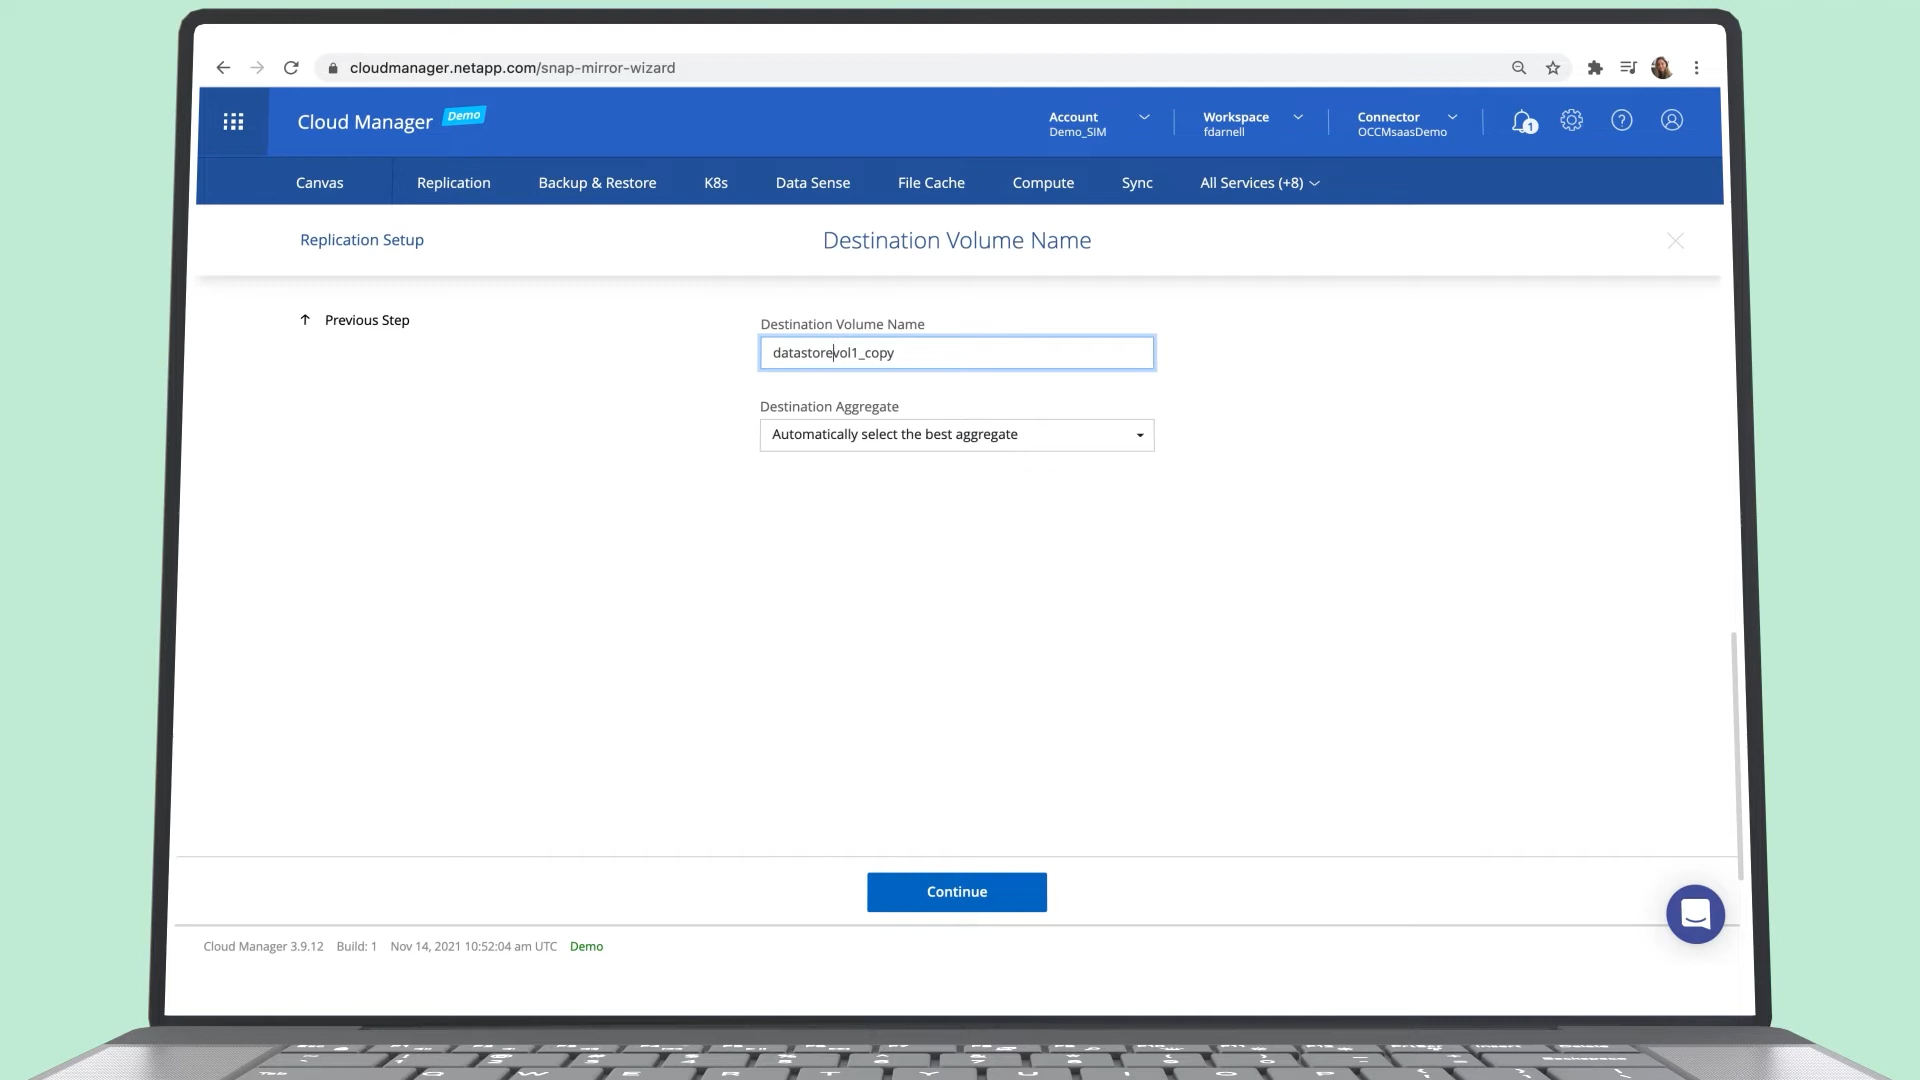 cloudmanager.netapp.com/snap-mirror-wizard
Cloud Manager Demo
Account
Demo_SIM
Workspace
fdarnell
Connector
OCCMsaasDemo
1
Canvas Replication Backup & Restore K8s Data Sense File Cache Compute Sync All Services (+8)
Replication Setup
Destination Volume Name
Previous Step
Destination Volume Name
datastorevol1_copy
Destination Aggregate
Automatically select the best aggregate
Continue
Cloud Manager 3.9.12 Build: 1 Nov 14, 2021 10:52:04 am UTC Demo
Tab Q W E R T Y U I O P